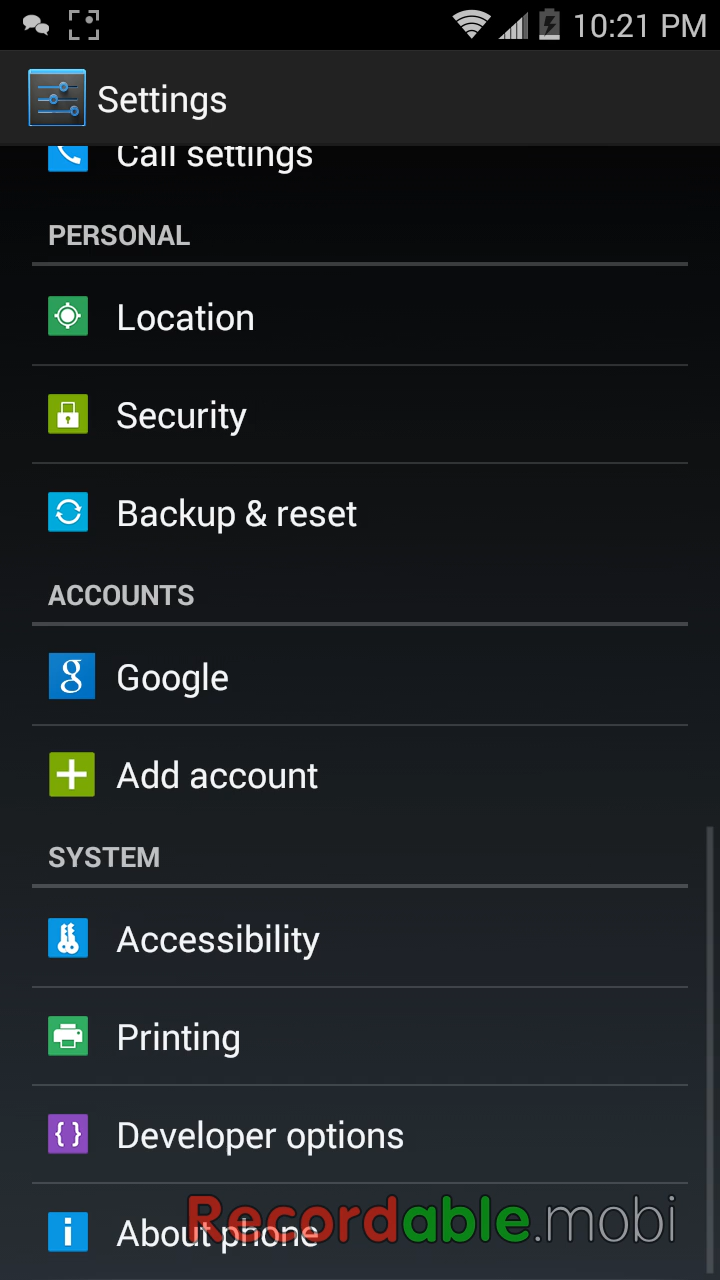 10:21 PM
Settings
Call settings
PERSONAL
Location
Security
Backup & reset
ACCOUNTS
g Google
Add account
SYSTEM
Accessibility
Printing
{ } Developer options
i About phone
Recordable.mobi